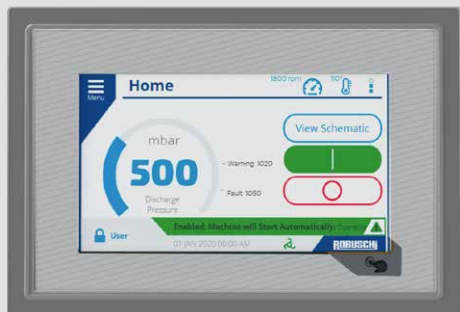 Menu
Home
1800 rpm
110°
View Schematic
mbar
500
Discharge
Pressure
Warning: 1020
Fault: 1050
Enabled: Machine will Start Automatically:
User
01 JAN 2020 00:00 AM
ROBUSCHI